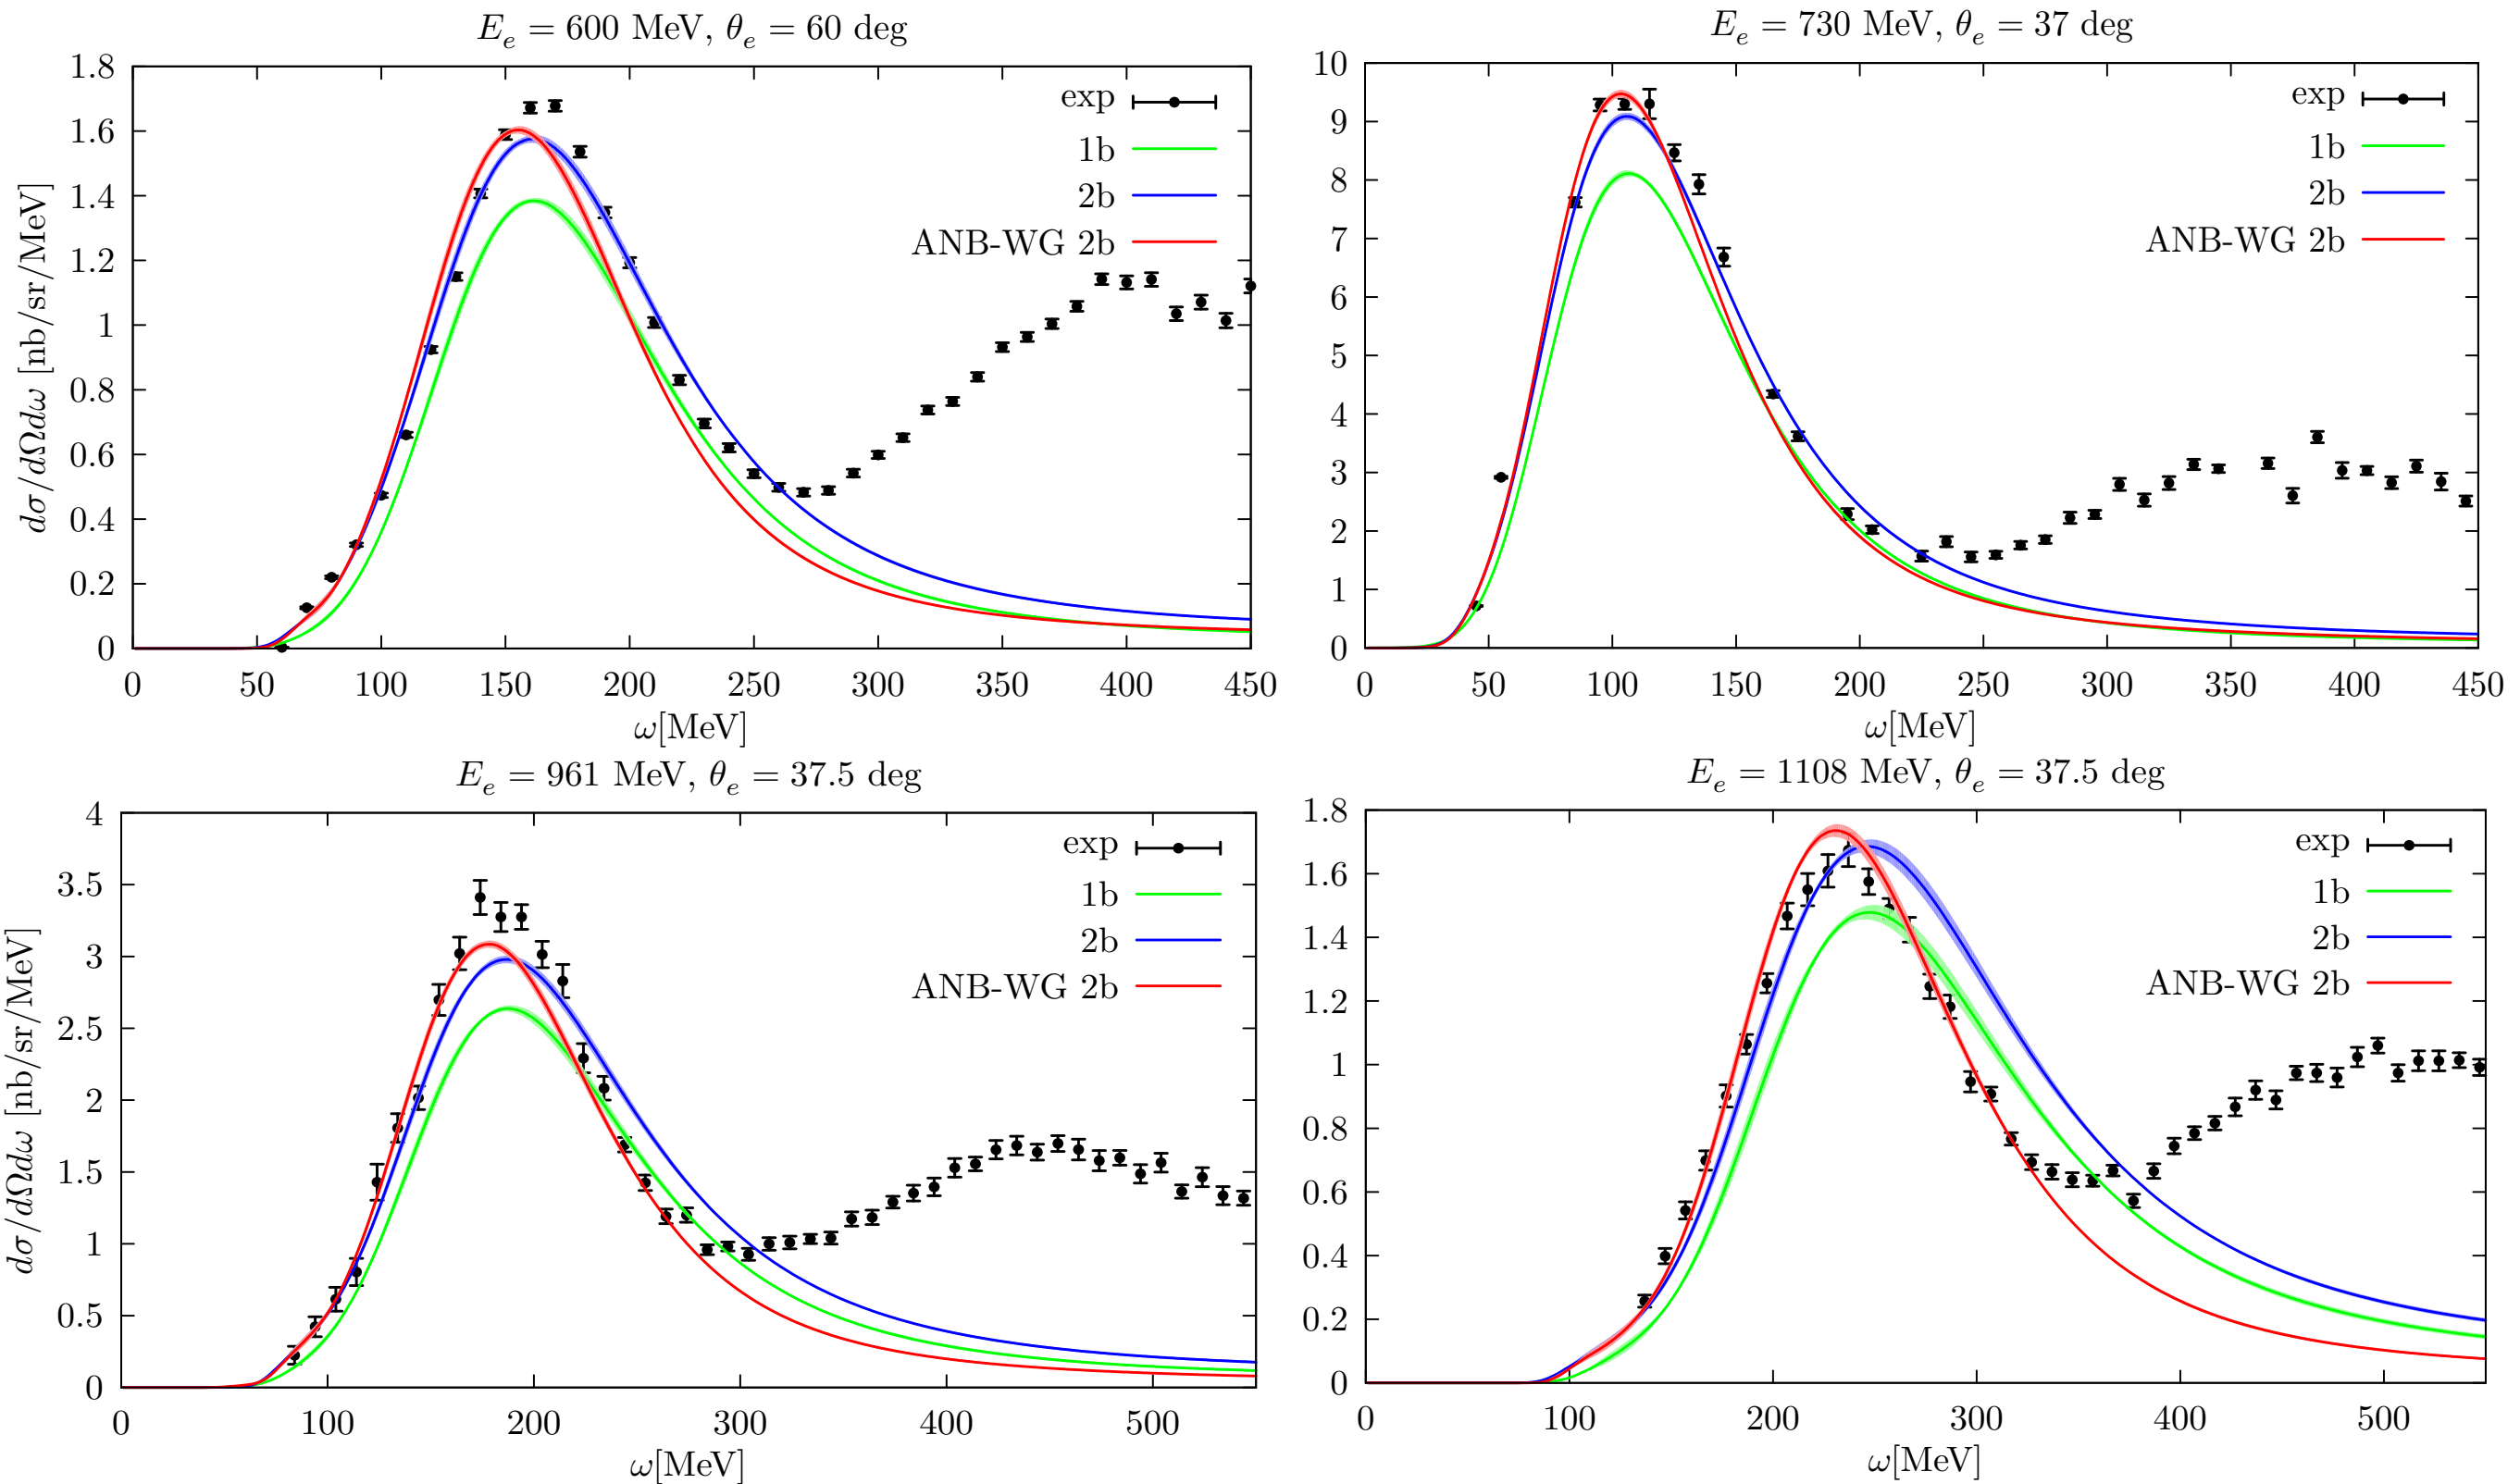 E_e = 600 MeV, θ_e = 60 deg
dσ/dΩdω [nb/sr/MeV]
1.8
1.6
1.4
1.2
1
0.8
0.6
0.4
0.2
0
exp
1b
2b
ANB-WG 2b
0 50 100 150 200 250 300 350 400 450
ω[MeV]
E_e = 730 MeV, θ_e = 37 deg
10
9
8
7
6
5
4
3
2
1
0
exp
1b
2b
ANB-WG 2b
0 50 100 150 200 250 300 350 400 450
ω[MeV]
E_e = 961 MeV, θ_e = 37.5 deg
dσ/dΩdω [nb/sr/MeV]
4
3.5
3
2.5
2
1.5
1
0.5
0
exp
1b
2b
ANB-WG 2b
0 100 200 300 400 500
ω[MeV]
E_e = 1108 MeV, θ_e = 37.5 deg
1.8
1.6
1.4
1.2
1
0.8
0.6
0.4
0.2
0
exp
1b
2b
ANB-WG 2b
0 100 200 300 400 500
ω[MeV]